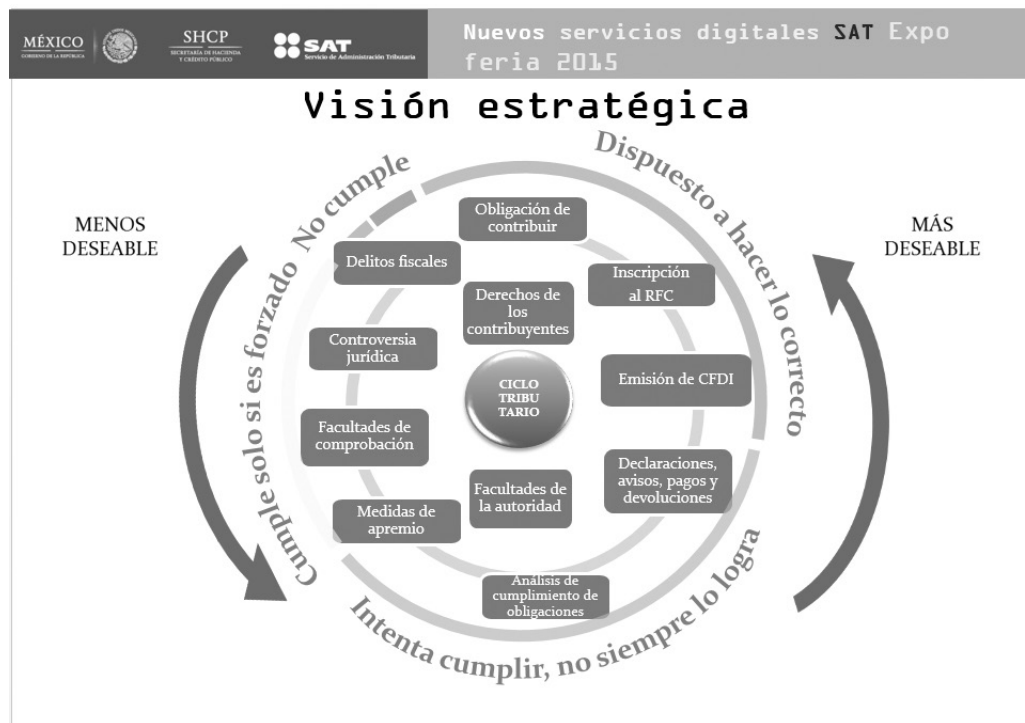 MÉXICO
GOBIERNO DE LA REPÚBLICA
SHCP
SECRETARÍA DE HACIENDA
Y CRÉDITO PÚBLICO
SAT
Servicio de Administración Tributaria
Nuevos servicios digitales SAT Expo
feria 2015
Visión estratégica
MENOS
DESEABLE
MÁS
DESEABLE
No cumple
Dispuesto a hacer lo correcto
Cumple solo si es forzado
Intenta cumplir, no siempre lo logra
Obligación de
contribuir
Delitos fiscales
Inscripción
al RFC
Derechos de
los
contribuyentes
Controversia
jurídica
CICLO
TRIBU
TARIO
Emisión de CFDI
Facultades de
comprobación
Declaraciones,
avisos, pagos y
devoluciones
Facultades de
la autoridad
Medidas de
apremio
Análisis de
cumplimiento de
obligaciones